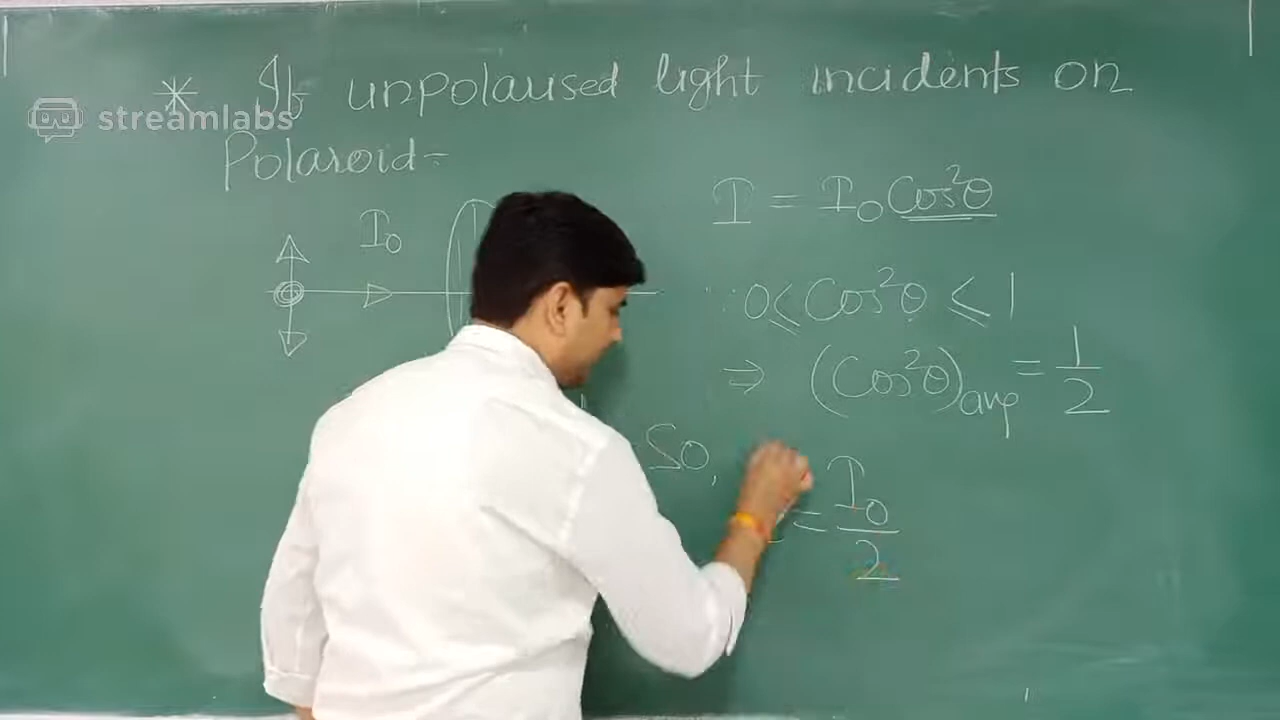 * If unpolarised light incidents on
streamlabs
Polaroid-
I = I₀ Cos²θ
I₀
∵ 0 ≤ Cos²θ ≤ 1
⇒ (Cos²θ)avg = 1/2
So,
= I₀/2